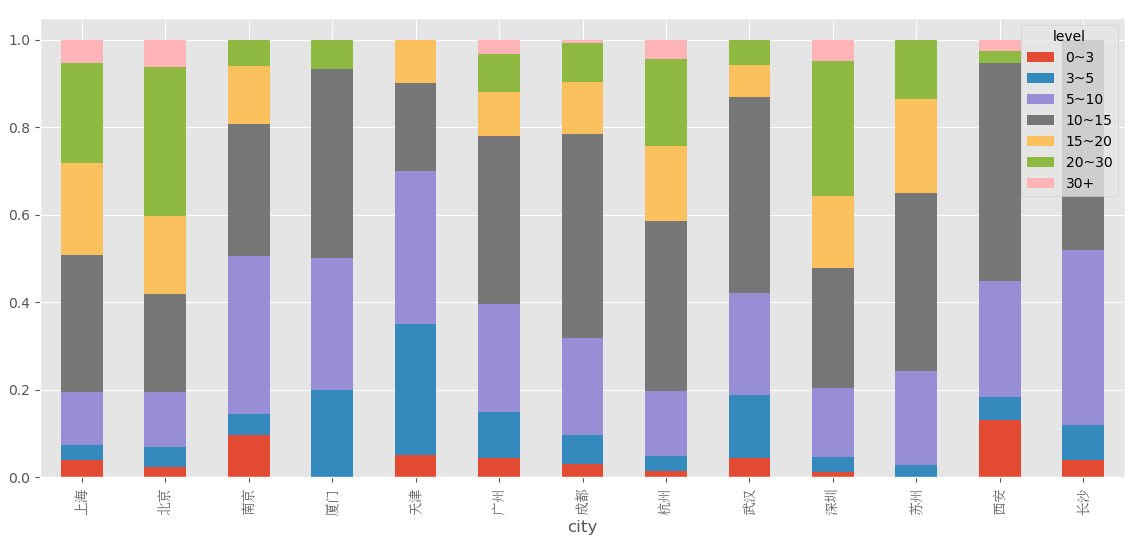 level
0~3
3~5
5~10
10~15
15~20
20~30
30+
1.0
0.8
0.6
0.4
0.2
0.0
上海
北京
南京
厦门
天津
广州
成都
杭州
武汉
深圳
苏州
西安
长沙
city